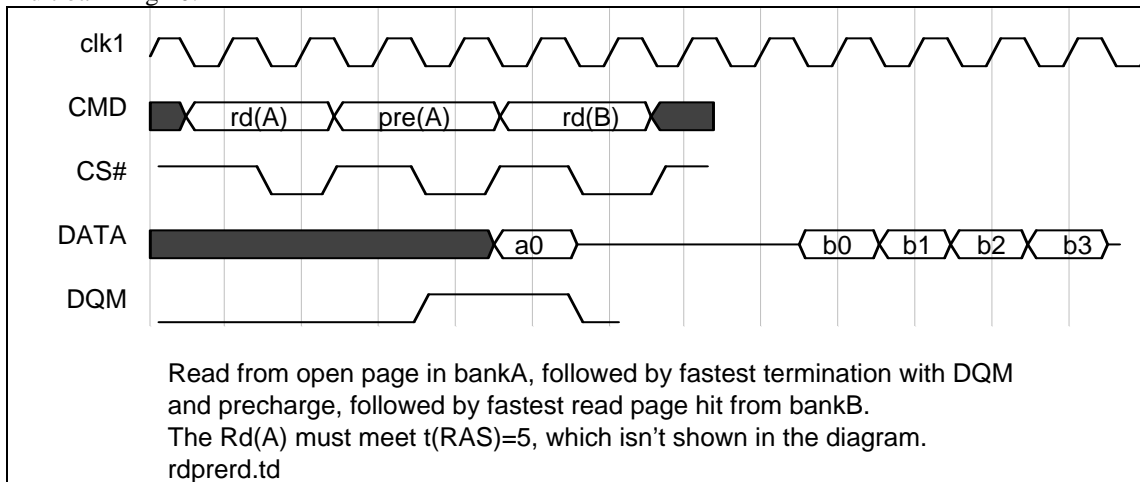 clk1
CMD rd(A) pre(A) rd(B)
CS#
DATA a0 b0 b1 b2 b3
DQM
Read from open page in bankA, followed by fastest termination with DQM
and precharge, followed by fastest read page hit from bankB.
The Rd(A) must meet t(RAS)=5, which isn't shown in the diagram.
rdprerd.td